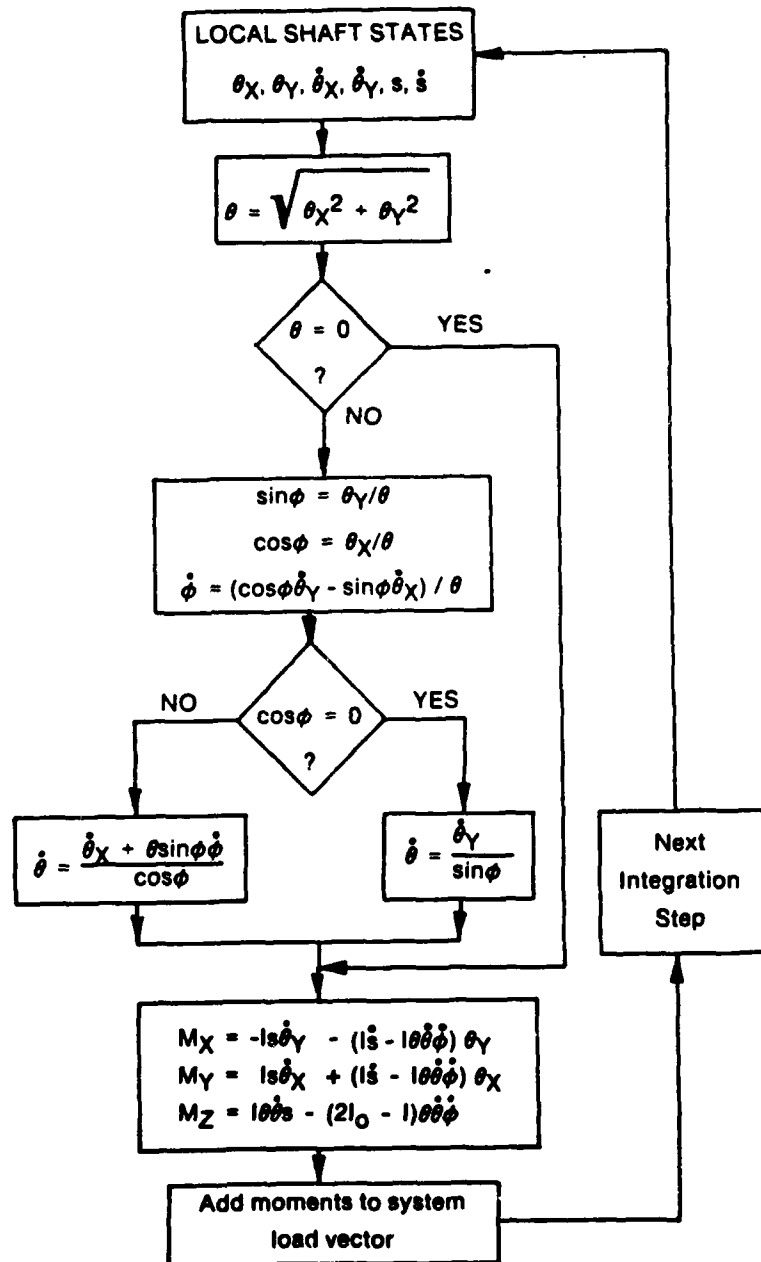 LOCAL SHAFT STATES
θX, θY, θ̇X, θ̇Y, s, ṡ
θ = √(θX² + θY²)
θ = 0
?
YES
NO
sinφ = θY/θ
cosφ = θX/θ
φ̇ = (cosφθ̇Y - sinφθ̇X) / θ
NO
cosφ = 0
?
YES
θ̇ = (θ̇X + θsinφφ̇) / cosφ
θ̇ = θ̇Y / sinφ
Next
Integration
Step
MX = -Isθ̇Y - (Iṡ - Iθθ̇φ̇) θY
MY = Isθ̇X + (Iṡ - Iθθ̇φ̇) θX
MZ = Iθθ̇s - (2I₀ - I)θθ̇φ̇
Add moments to system
load vector